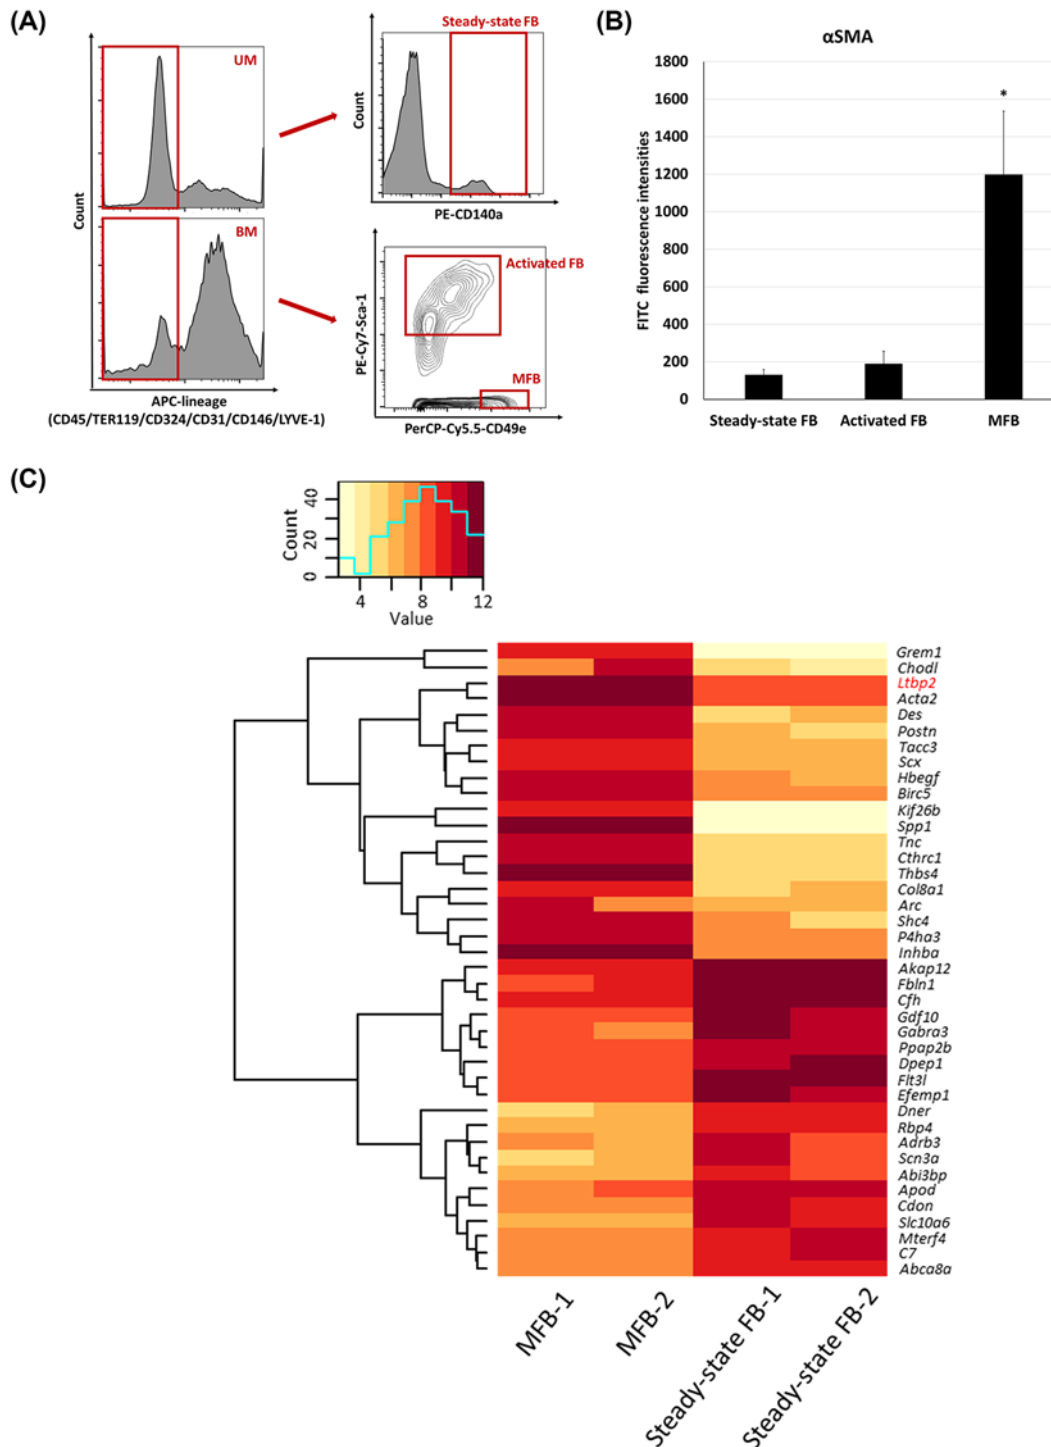 (A)
Count
UM
BM
APC-lineage
(CD45/TER119/CD324/CD31/CD146/LYVE-1)
Steady-state FB
Count
PE-CD140a
Activated FB
MFB
PE-Cy7-Sca-1
PerCP-Cy5.5-CD49e
(B)
αSMA
FITC fluorescence intensities
1800
1600
1400
1200
1000
800
600
400
200
0
*
Steady-state FB
Activated FB
MFB
(C)
Count
0 20 40
4 8 12
Value
Grem1
Chodl
Ltbp2
Acta2
Des
Postn
Tacc3
Scx
Hbegf
Birc5
Kif26b
Spp1
Tnc
Cthrc1
Thbs4
Col8a1
Arc
Shc4
P4ha3
Inhba
Akap12
Fbln1
Cfh
Gdf10
Gabra3
Ppap2b
Dpep1
Flt3l
Efemp1
Dner
Rbp4
Adrb3
Scn3a
Abi3bp
Apod
Cdon
Slc10a6
Mterf4
C7
Abca8a
MFB-1
MFB-2
Steady-state FB-1
Steady-state FB-2